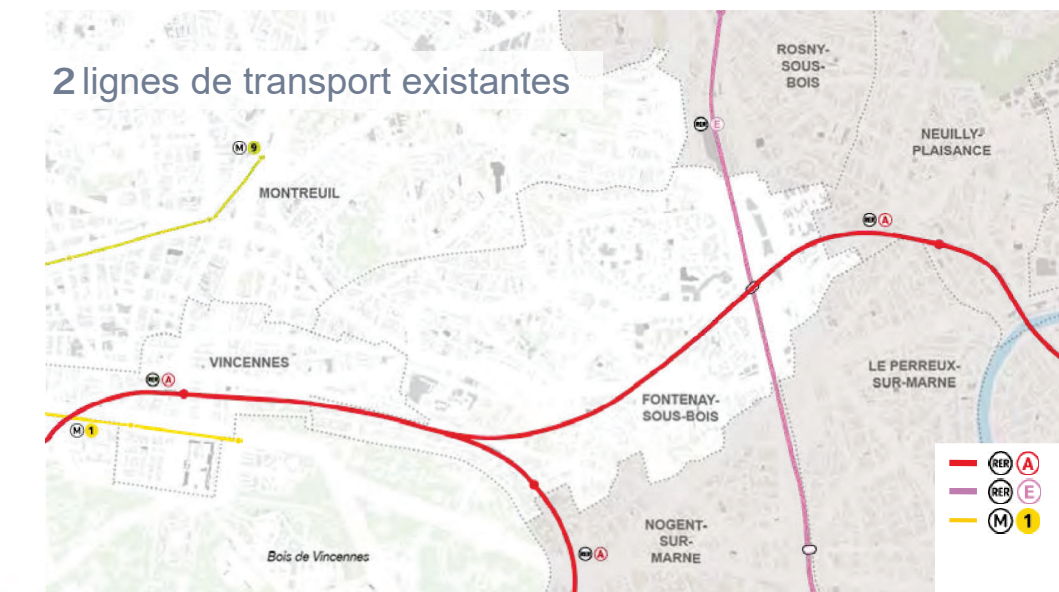 2 lignes de transport existantes
ROSNY-
SOUS-
BOIS
RER E
NEUILLY-
PLAISANCE
M 9
MONTREUIL
RER A
VINCENNES
RER A
LE PERREUX-
SUR-MARNE
FONTENAY-
SOUS-BOIS
M 1
RER A
RER E
M 1
NOGENT-
SUR-
MARNE
RER A
Bois de Vincennes